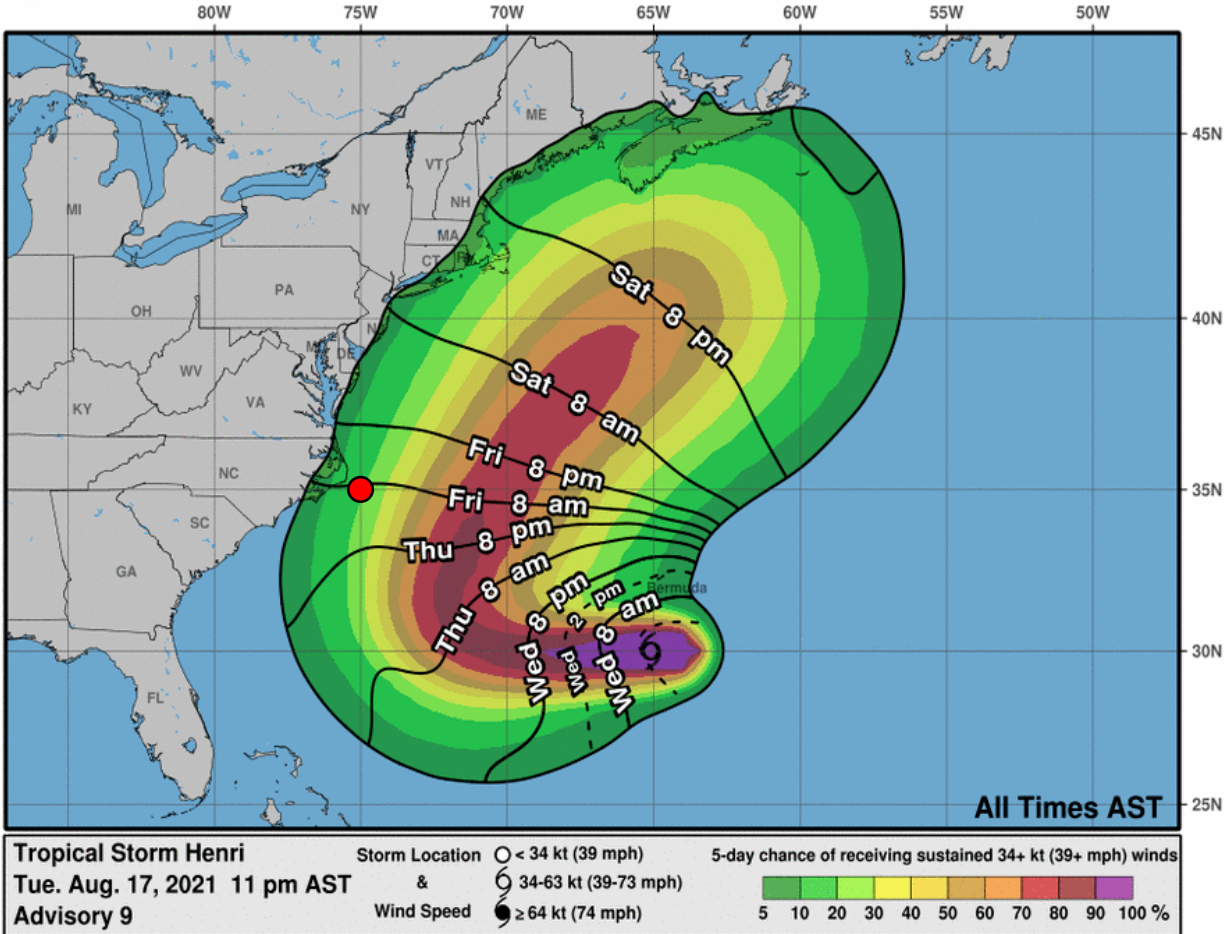 80W 75W 70W 65W 60W 55W 50W
ME
VT
NH
MI
NY
45N
MA
CT
PA
OH
Sat 8 pm
40N
DE
WV
Sat 8 am
KY
VA
Fri 8 pm
NC
35N
Fri 8 am
SC
Thu 8 pm
GA
Thu 8 am
Bermuda
Wed 8 pm
Wed 2 pm
Wed 8 am
30N
FL
25N
All Times AST
Tropical Storm Henri
Tue. Aug. 17, 2021 11 pm AST
Advisory 9
Storm Location
&
Wind Speed
< 34 kt (39 mph)
34-63 kt (39-73 mph)
≥ 64 kt (74 mph)
5-day chance of receiving sustained 34+ kt (39+ mph) winds
5 10 20 30 40 50 60 70 80 90 100 %